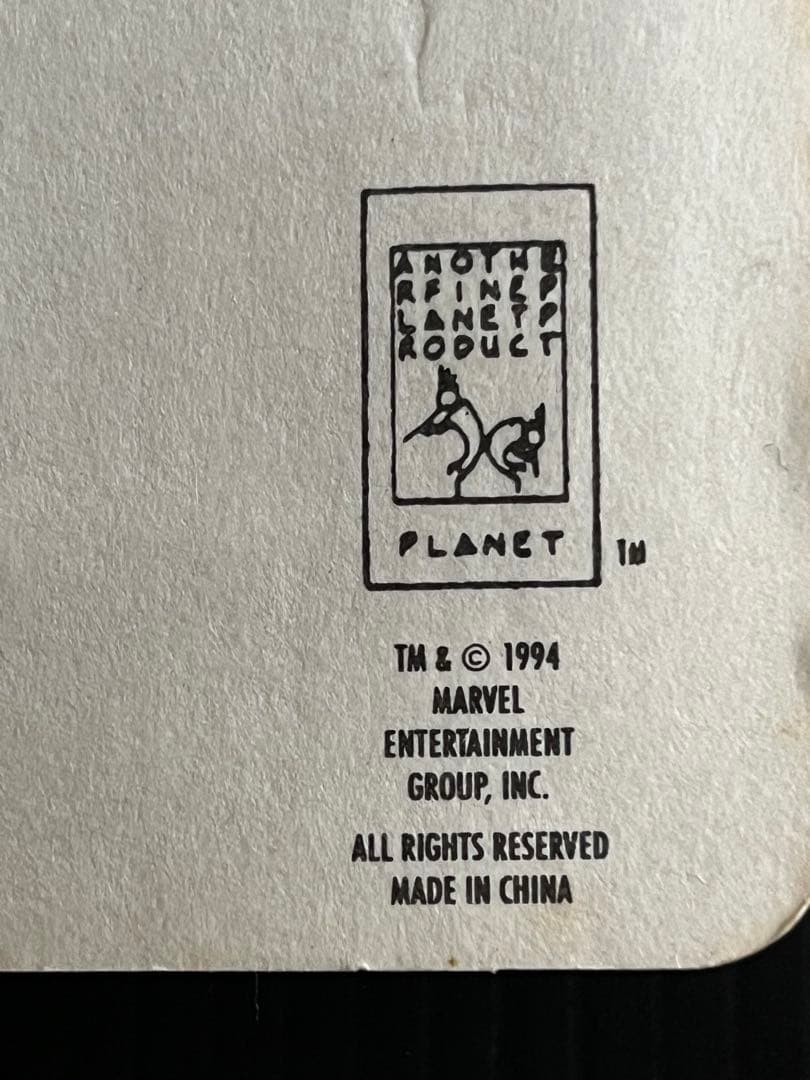 ANOTHE
RFINEP
LANETP
RODUCT
PLANET
TM
TM & © 1994
MARVEL
ENTERTAINMENT
GROUP, INC.
ALL RIGHTS RESERVED
MADE IN CHINA